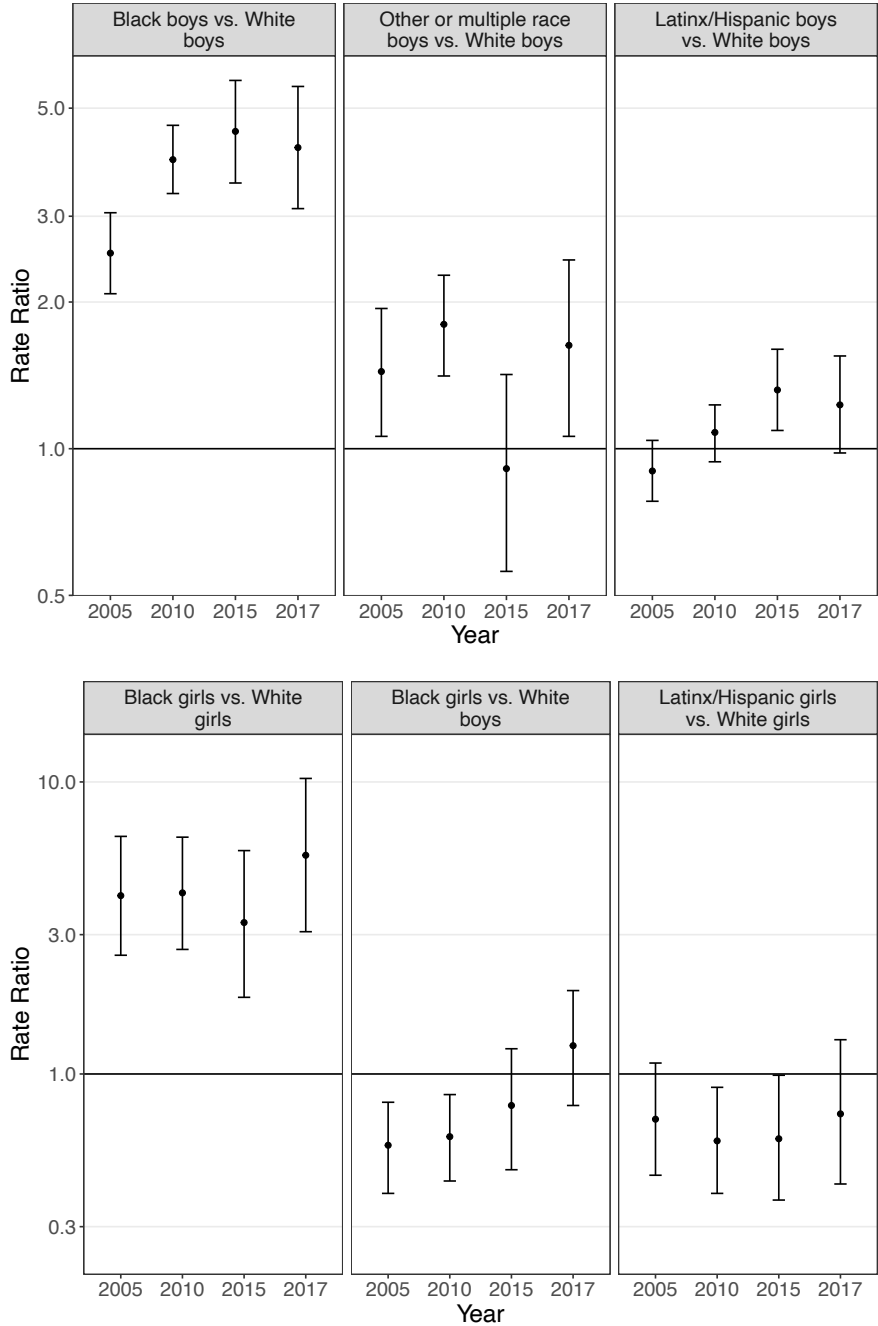 Black boys vs. White
boys
Other or multiple race
boys vs. White boys
Latinx/Hispanic boys
vs. White boys
Rate Ratio
5.0
3.0
2.0
1.0
0.5
2005 2010 2015 2017
2005 2010 2015 2017
2005 2010 2015 2017
Year
Black girls vs. White
girls
Black girls vs. White
boys
Latinx/Hispanic girls
vs. White girls
Rate Ratio
10.0
3.0
1.0
0.3
2005 2010 2015 2017
2005 2010 2015 2017
2005 2010 2015 2017
Year